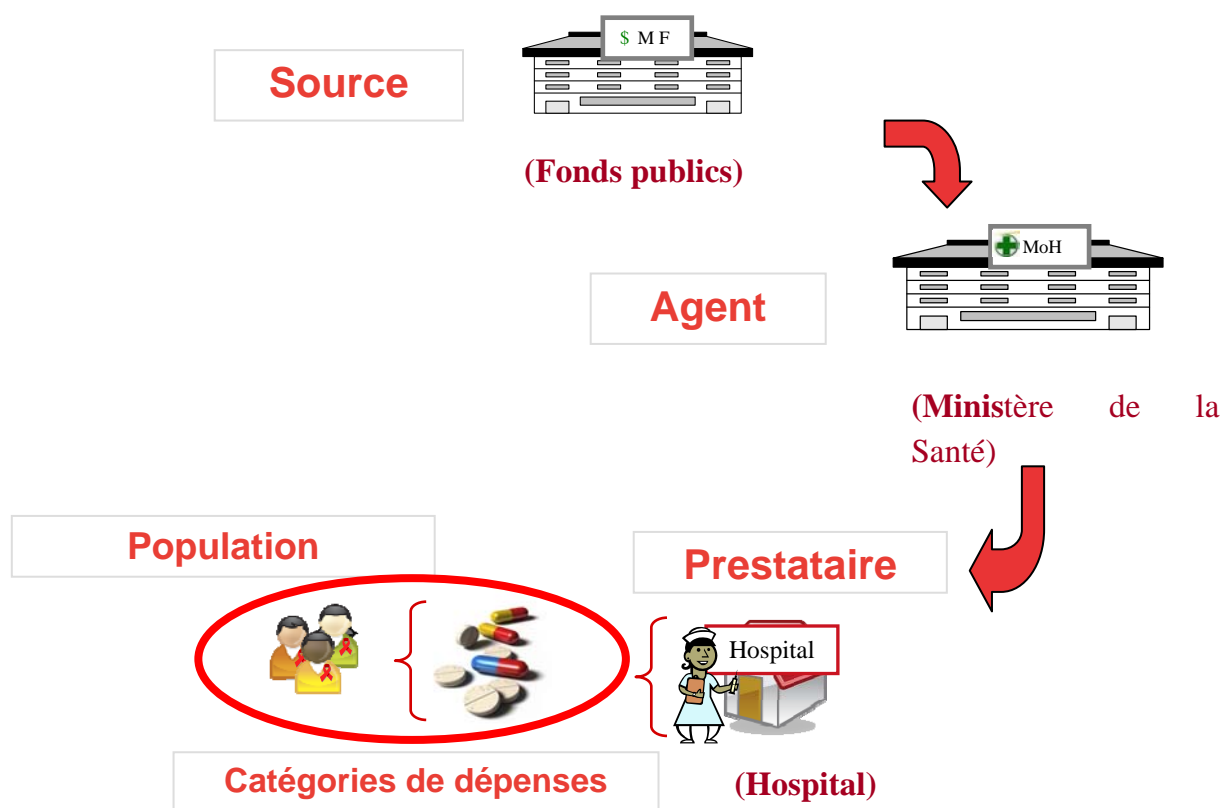 $ M F
Source
(Fonds publics)
MoH
Agent
(Ministère de la
Santé)
Population
Prestataire
Hospital
Catégories de dépenses
(Hospital)